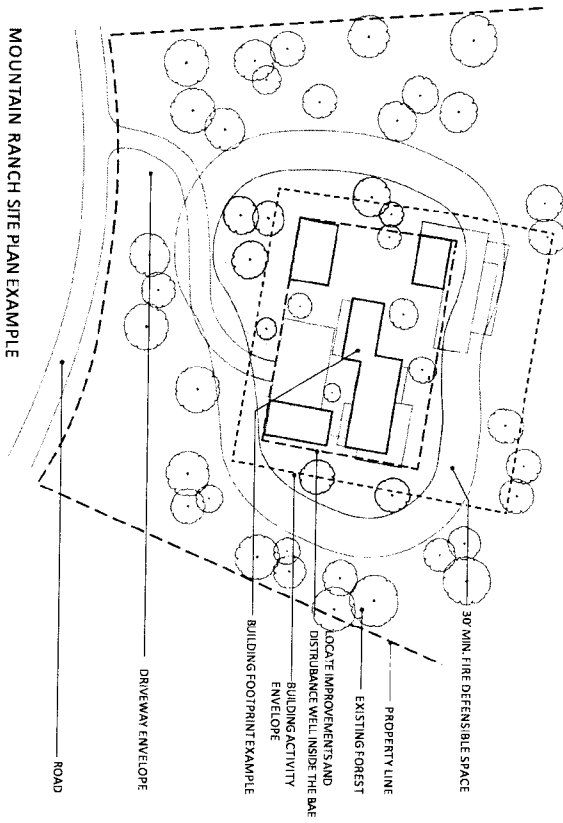 30' MIN. FIRE DEFENSIBLE SPACE
PROPERTY LINE
EXISTING FOREST
LOCATE IMPROVEMENTS AND
DISTRUBANCE WELL INSIDE THE BAE
BUILDING ACTIVITY
ENVELOPE
BUILDING FOOTPRINT EXAMPLE
DRIVEWAY ENVELOPE
ROAD
MOUNTAIN RANCH SITE PLAN EXAMPLE